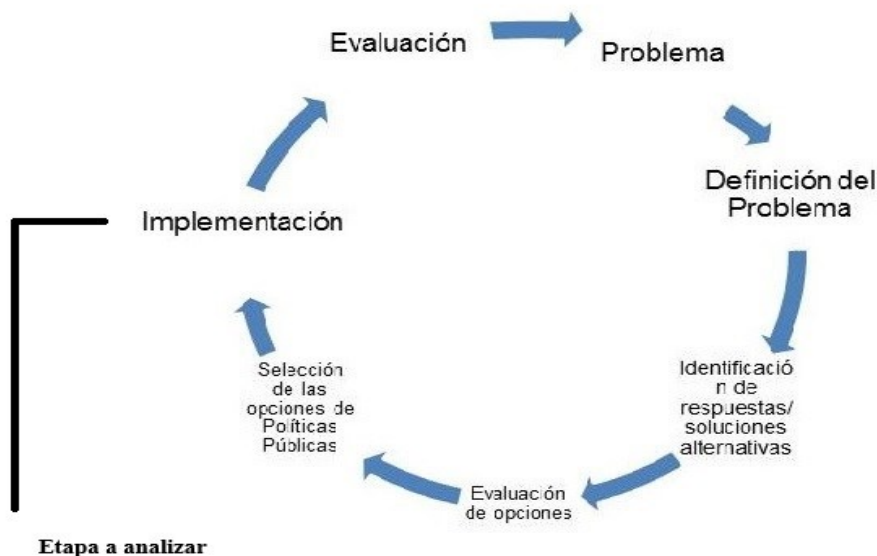 Evaluación
Problema
Definición del
Problema
Implementación
Selección
de las
opciones de
Políticas
Públicas
Identificació
n de
respuestas/
soluciones
alternativas
Evaluación
de opciones
Etapa a analizar